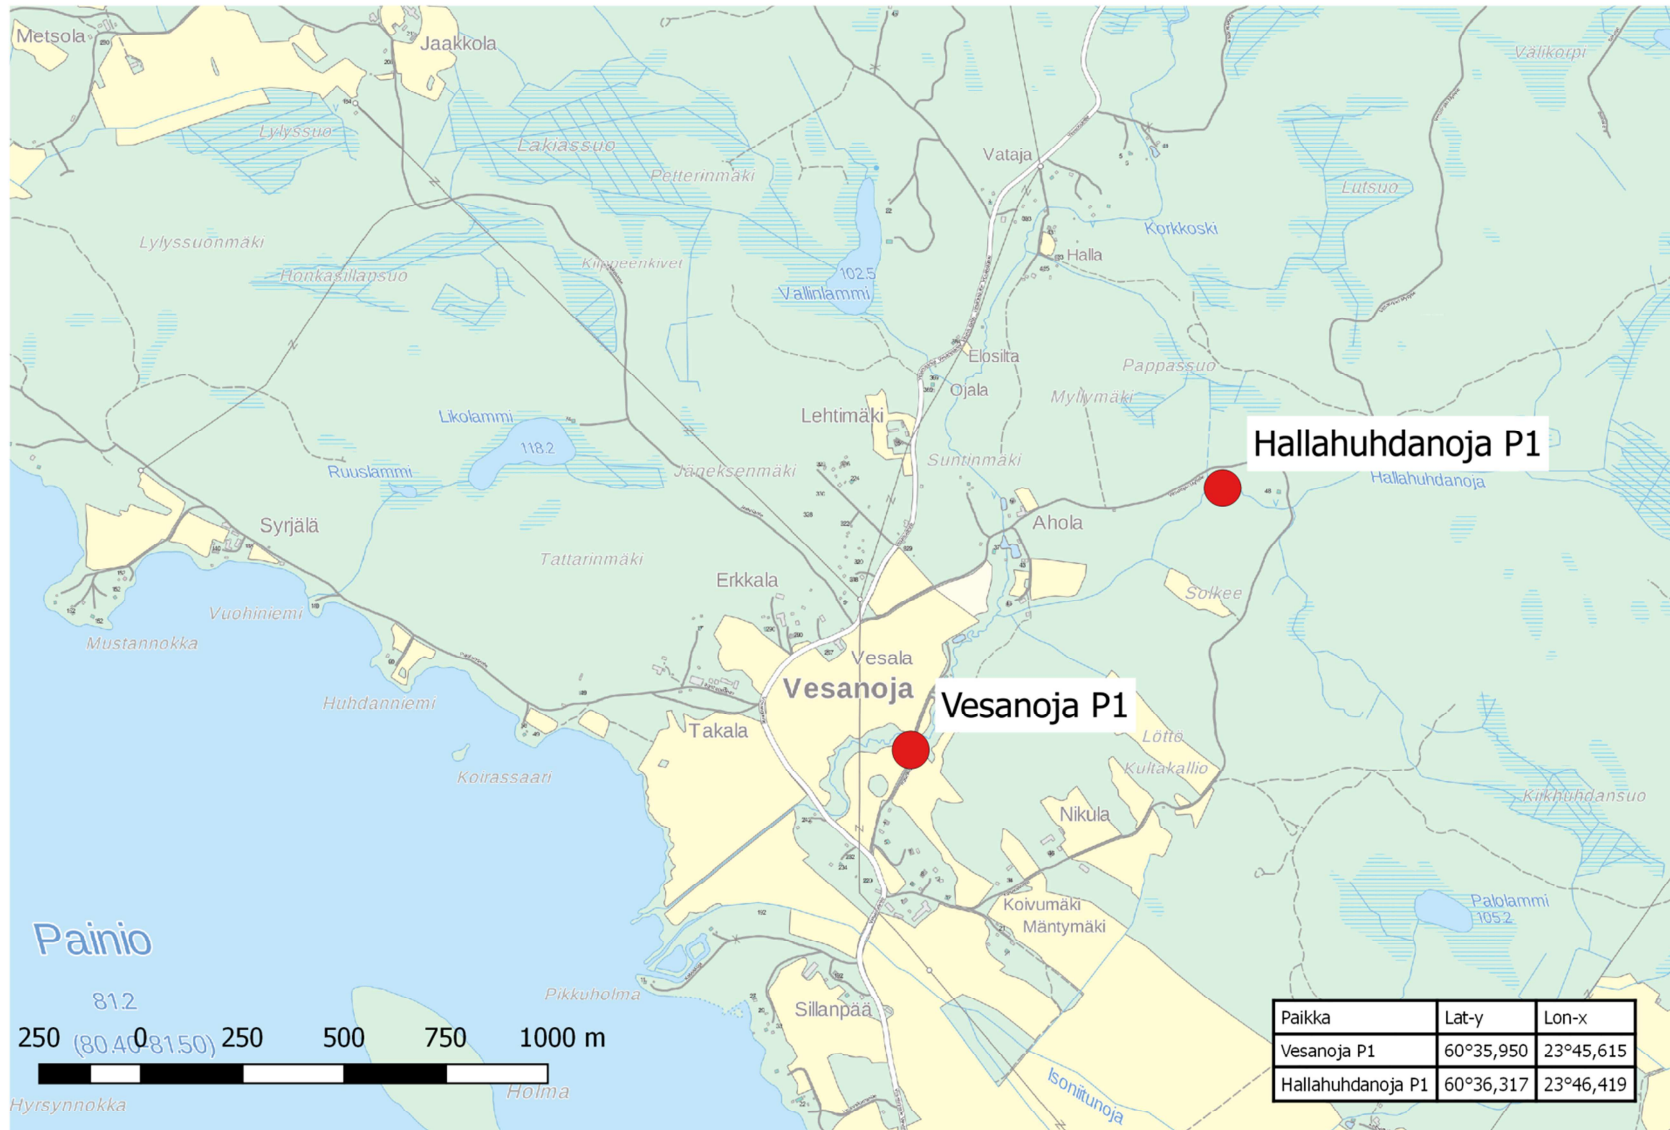 Metsola
Jaakkola
Välikorpi
Lylyssuo
Lakiassuo
Vataja
Petterinmäki
Lutsuo
Lylyssuonmäki
Korkkoski
Honkasillansuo
Kiippeenkivet
Halla
102.5
Vallinlammi
Elosilta
Pappassuo
Ojala
Myllymäki
Likolammi
Lehtimäki
118.2
Ruuslammi
Jäneksenmäki
Suntinmäki
Hallahuhdanoja P1
Hallahuhdanoja
Syrjälä
Ahola
Tattarinmäki
Erkkala
Solkee
Vuohiniemi
Mustannokka
Vesala
Vesanoja
Vesanoja P1
Huhdanniemi
Takala
Löttö
Kultakallio
Koirassaari
Kirkhuhdansuo
Nikula
Koivumäki
Mäntymäki
Palolammi
105.2
Painio
81.2
(80.40-81.50)
Pikkuholma
Sillanpää
250 0 250 500 750 1000 m
Holma
Hyrsynnokka
Isoniitunoja
Paikka Lat-y Lon-x
Vesanoja P1 60°35,950 23°45,615
Hallahuhdanoja P1 60°36,317 23°46,419